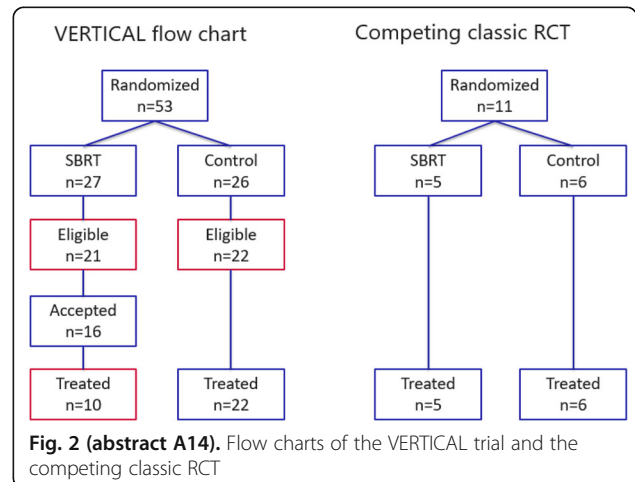 VERTICAL flow chart
Randomized
n=53
SBRT
n=27
Control
n=26
Eligible
n=21
Eligible
n=22
Accepted
n=16
Treated
n=10
Treated
n=22
Competing classic RCT
Randomized
n=11
SBRT
n=5
Control
n=6
Treated
n=5
Treated
n=6
Fig. 2 (abstract A14). Flow charts of the VERTICAL trial and the
competing classic RCT